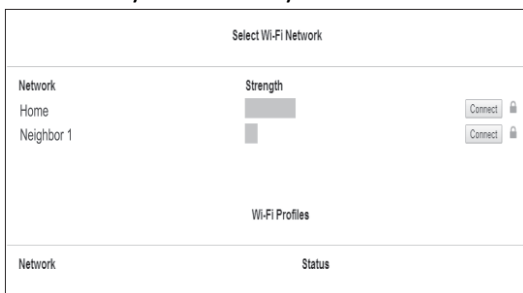 Select Wi-Fi Network
Network Strength
Home Connect
Neighbor 1 Connect
Wi-Fi Profiles
Network Status